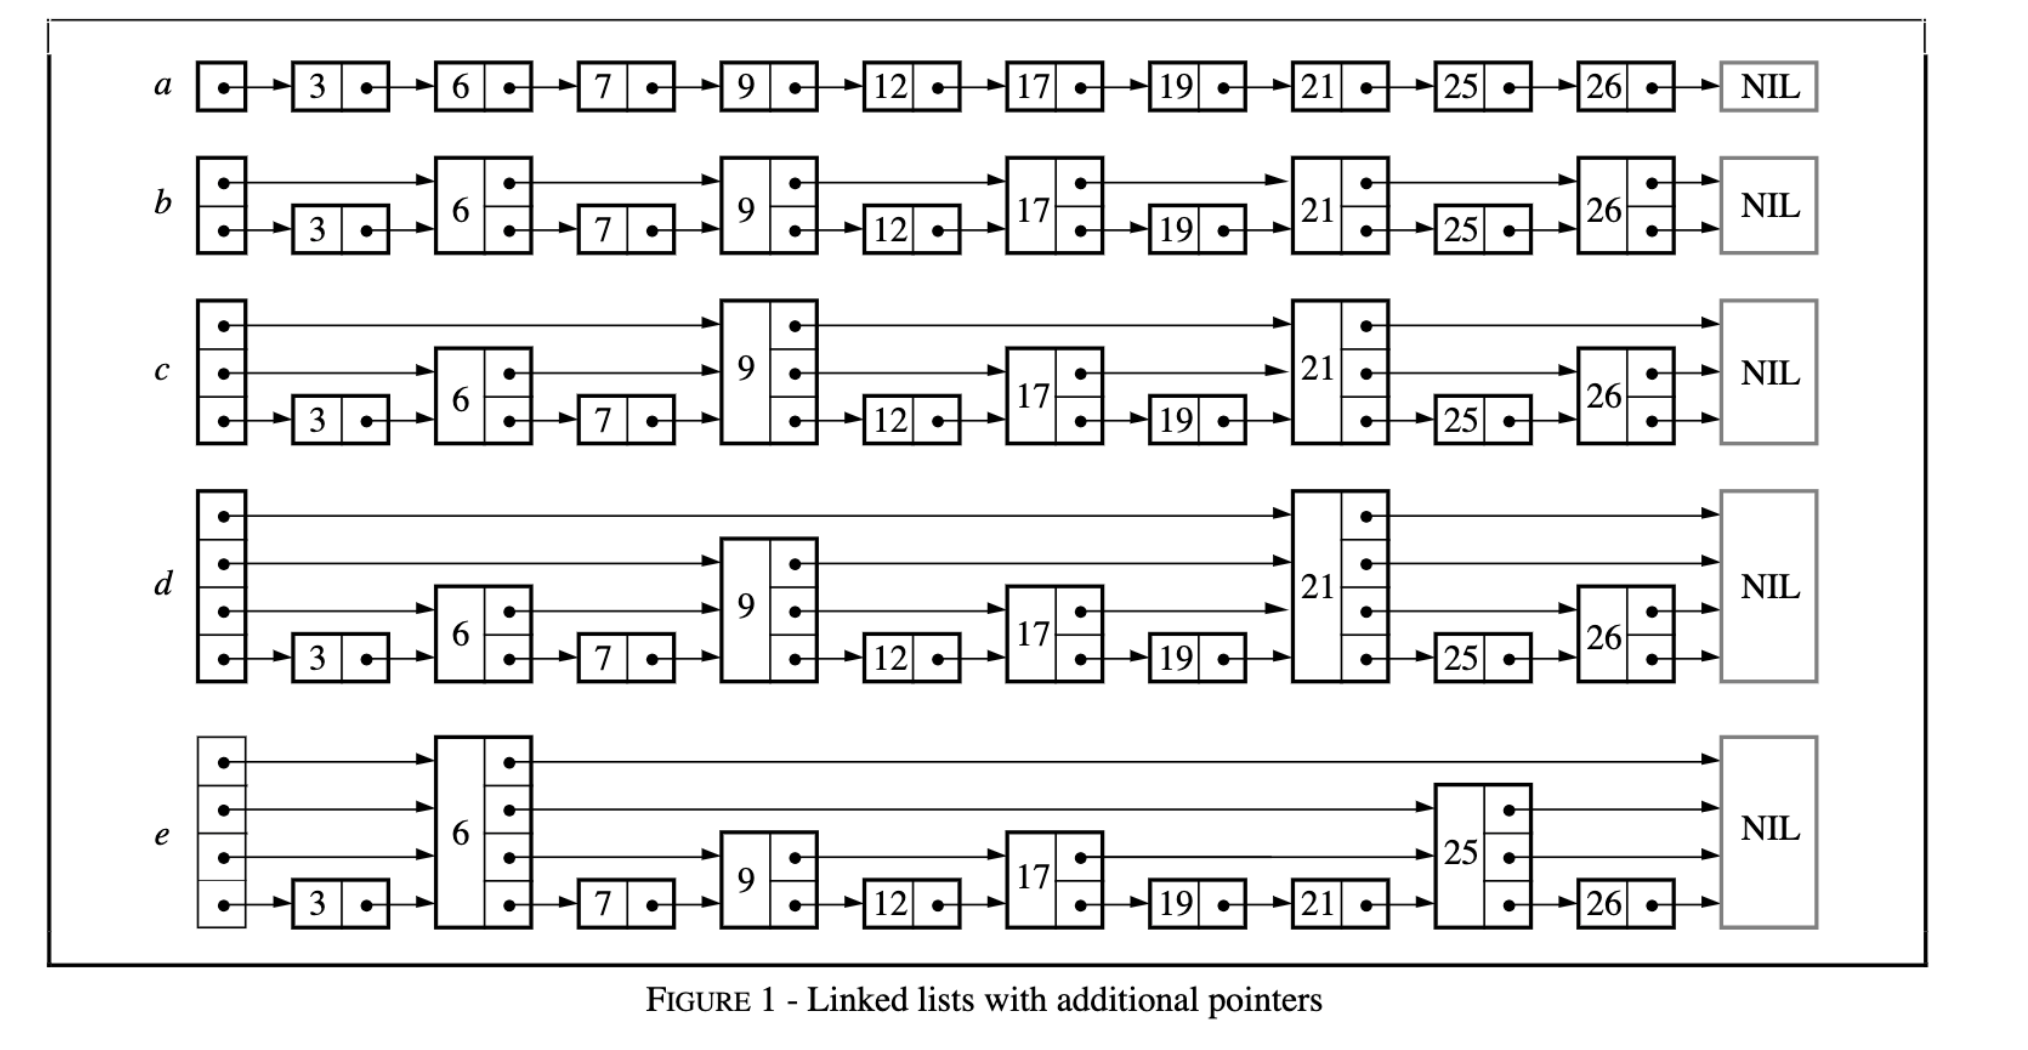 a 3 6 7 9 12 17 19 21 25 26 NIL
b 3 6 7 9 12 17 19 21 25 26 NIL
c 3 6 7 9 12 17 19 21 25 26 NIL
d 3 6 7 9 12 17 19 21 25 26 NIL
e 3 6 7 9 12 17 19 21 25 26 NIL
FIGURE 1 - Linked lists with additional pointers